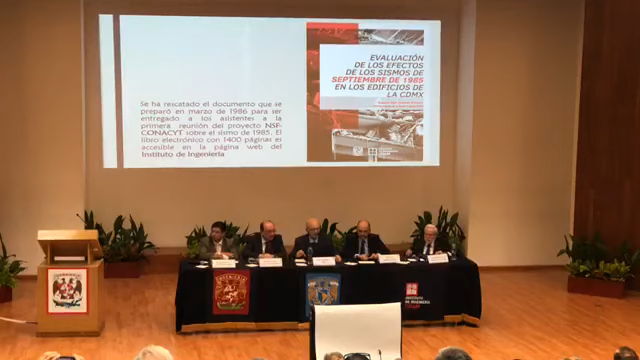 Se ha rescatado el documento que se
preparó en marzo de 1986 para ser
entregado a los asistentes a la
primera reunión del proyecto NSF-
CONACYT sobre el sismo de 1985. El
libro electrónico con 1400 páginas es
accesible en la página web del
Instituto de Ingeniería
EVALUACIÓN
DE LOS EFECTOS
DE LOS SISMOS DE
SEPTIEMBRE DE 1985
EN LOS EDIFICIOS DE
LA CDMX
INSTITUTO
DE INGENIERÍA